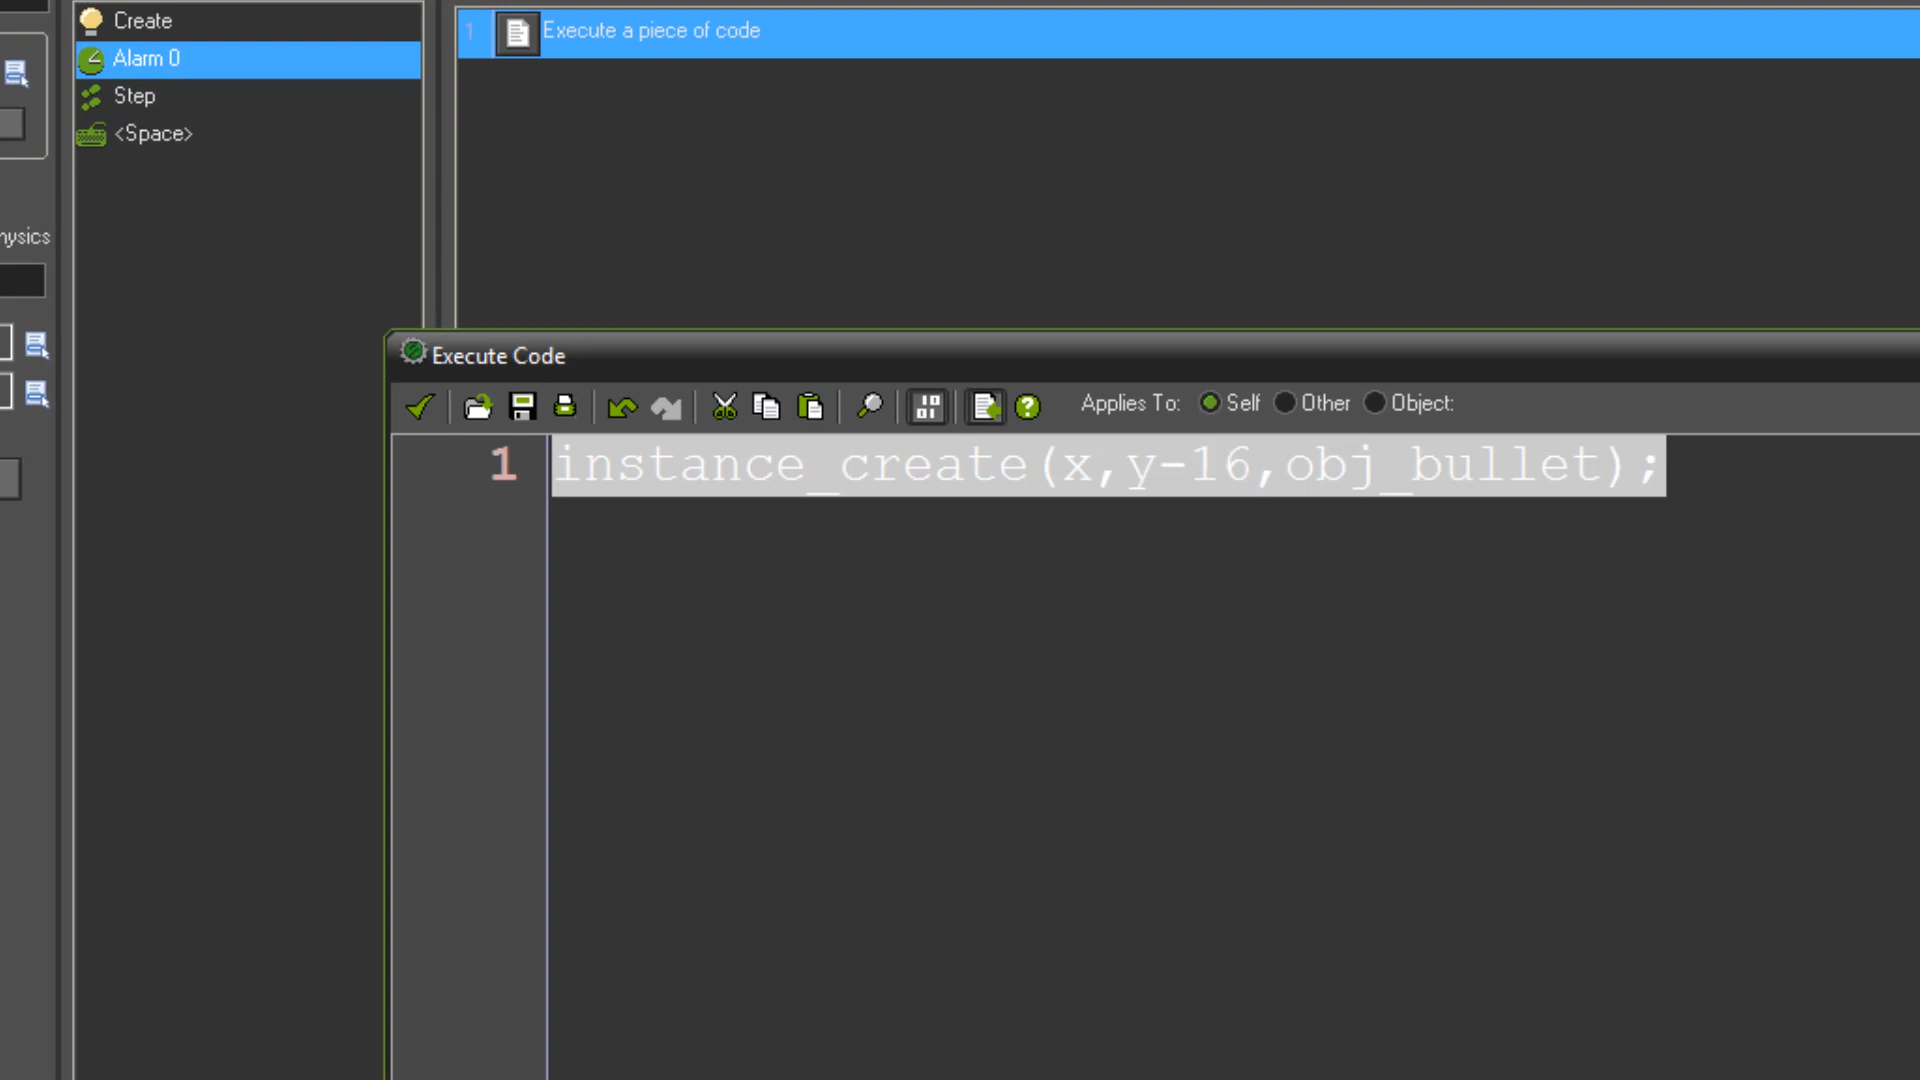 Create
Alarm 0
Step
<Space>
1 Execute a piece of code
hysics
Execute Code
Applies To: Self Other Object:
1 instance_create(x,y-16,obj_bullet);